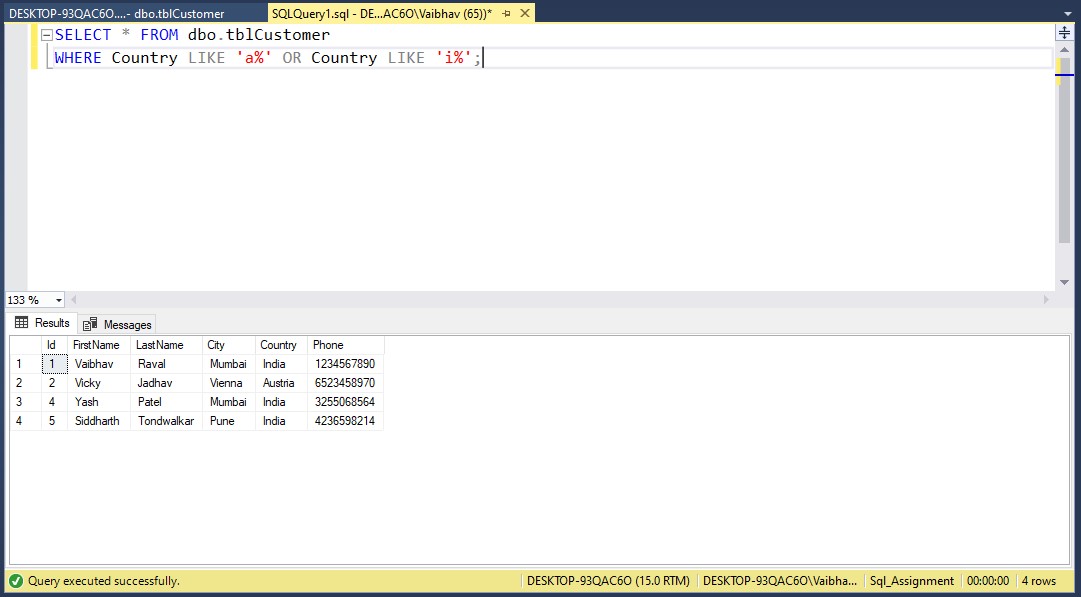 DESKTOP-93QAC6O....- dbo.tblCustomer SQLQuery1.sql - DE...AC6O\Vaibhav (65))*
SELECT * FROM dbo.tblCustomer
WHERE Country LIKE 'a%' OR Country LIKE 'i%';
133 %
Results Messages
Id FirstName LastName City Country Phone
1 1 Vaibhav Raval Mumbai India 1234567890
2 2 Vicky Jadhav Vienna Austria 6523458970
3 4 Yash Patel Mumbai India 3255068564
4 5 Siddharth Tondwalkar Pune India 4236598214
Query executed successfully. DESKTOP-93QAC6O (15.0 RTM) DESKTOP-93QAC6O\Vaibha... Sql_Assignment 00:00:00 4 rows